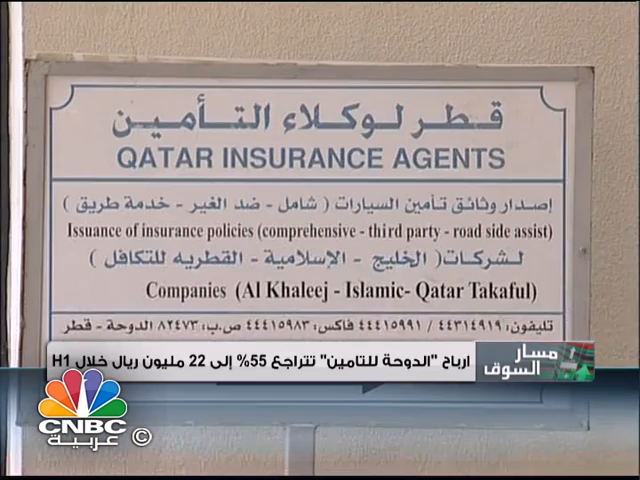 قطر لوكلاء التأمين
QATAR INSURANCE AGENTS
إصدار وثائق تأمين السيارات ( شامل - ضد الغير - خدمة طريق )
Issuance of insurance policies (comprehensive - third party - road side assist)
لشركات( الخليج - الإسلامية - القطريه للتكافل )
Companies (Al Khaleej - Islamic- Qatar Takaful)
تليفون: ٤٤٣١٤٩١٩ / ٤٤٤١٥٩٩١ فاكس: ٤٤٤١٥٩٨٣ ص.ب: ٨٢٤٧٣ الدوحة - قطر
مسار السوق
ارباح "الدوحة للتامين" تتراجع 55% إلى 22 مليون ريال خلال H1
CNBC
عربية ©